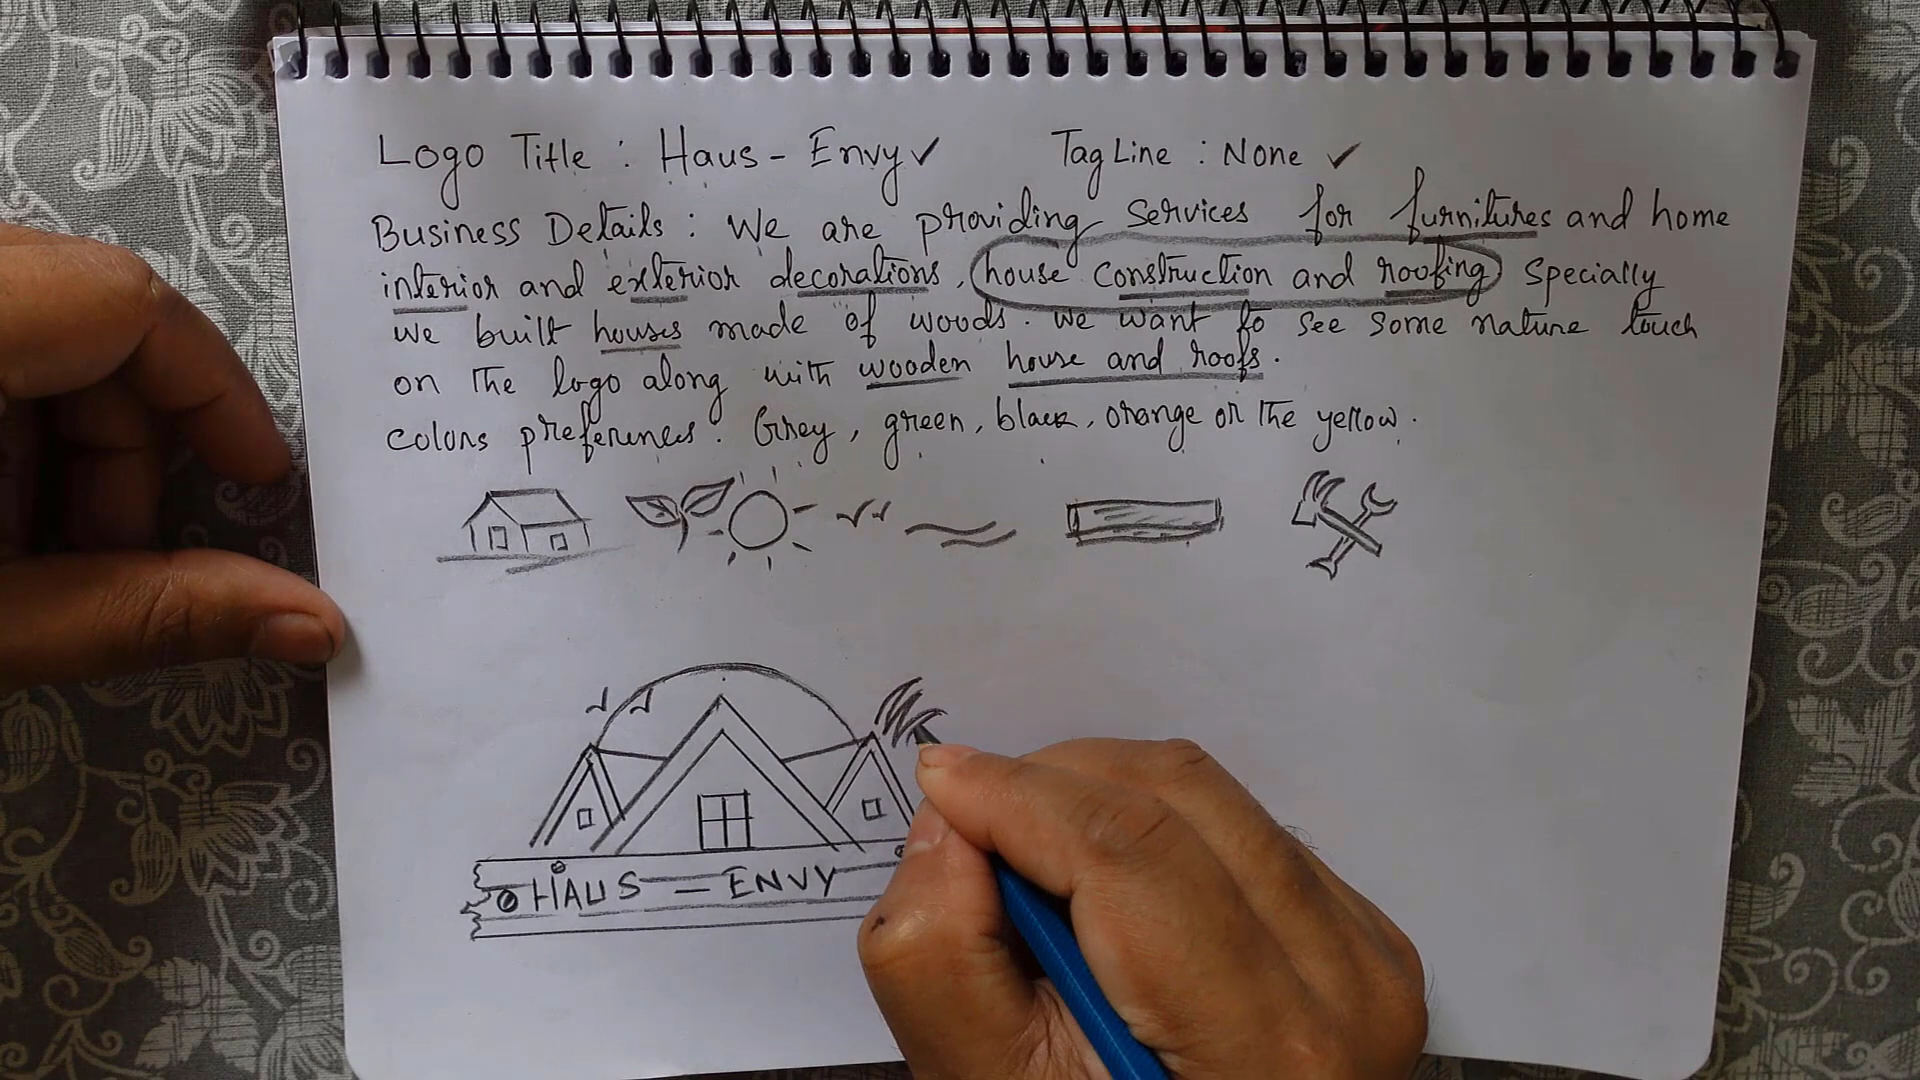 Logo Title : Haus - Envy ✓ TagLine : None ✓
Business Details : We are providing services for furnitures and home
interior and exterior decorations, house construction and roofing specially
we built houses made of woods. we want to see some nature touch
on the logo along with wooden house and roofs.
Colors preferences : Grey, green, black, orange or the yellow.
HAUS - ENVY